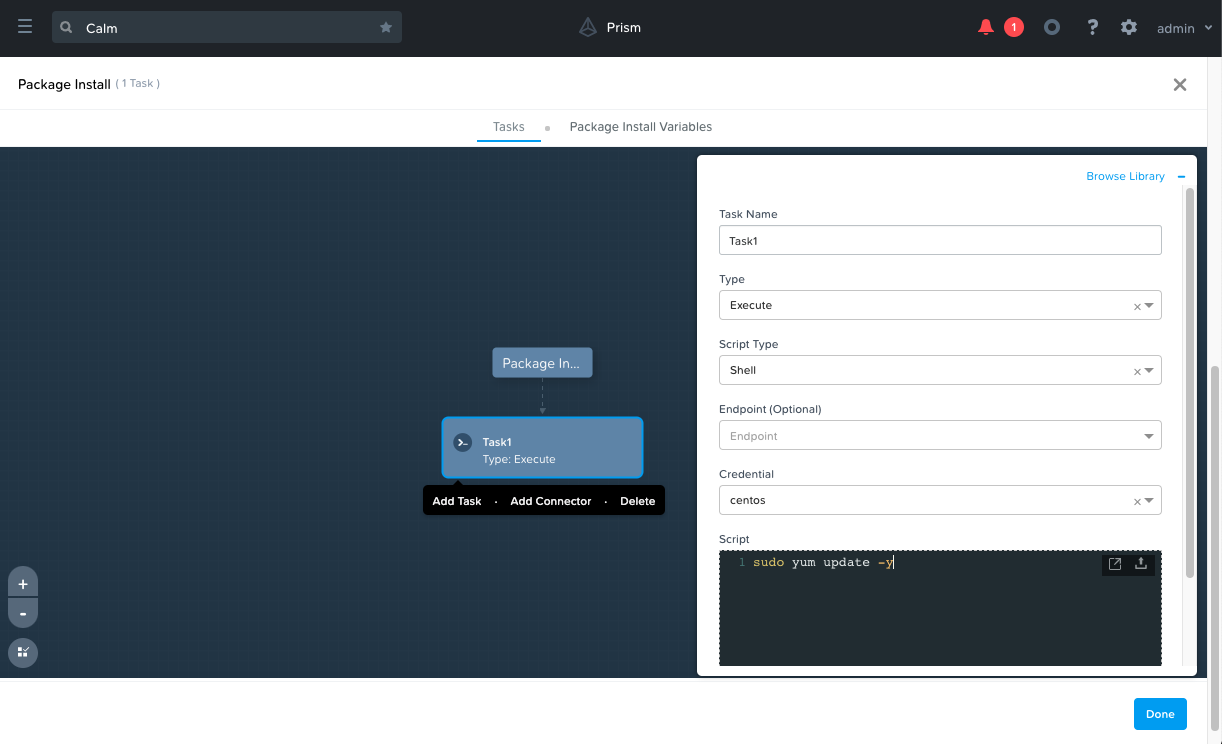 Calm
Prism
1
?
admin
Package Install ( 1 Task )
Tasks
Package Install Variables
Browse Library
Task Name
Task1
Type
Execute
Script Type
Shell
Endpoint (Optional)
Endpoint
Credential
centos
Script
1 sudo yum update -y
Package In...
Task1
Type: Execute
Add Task · Add Connector · Delete
+
-
Done